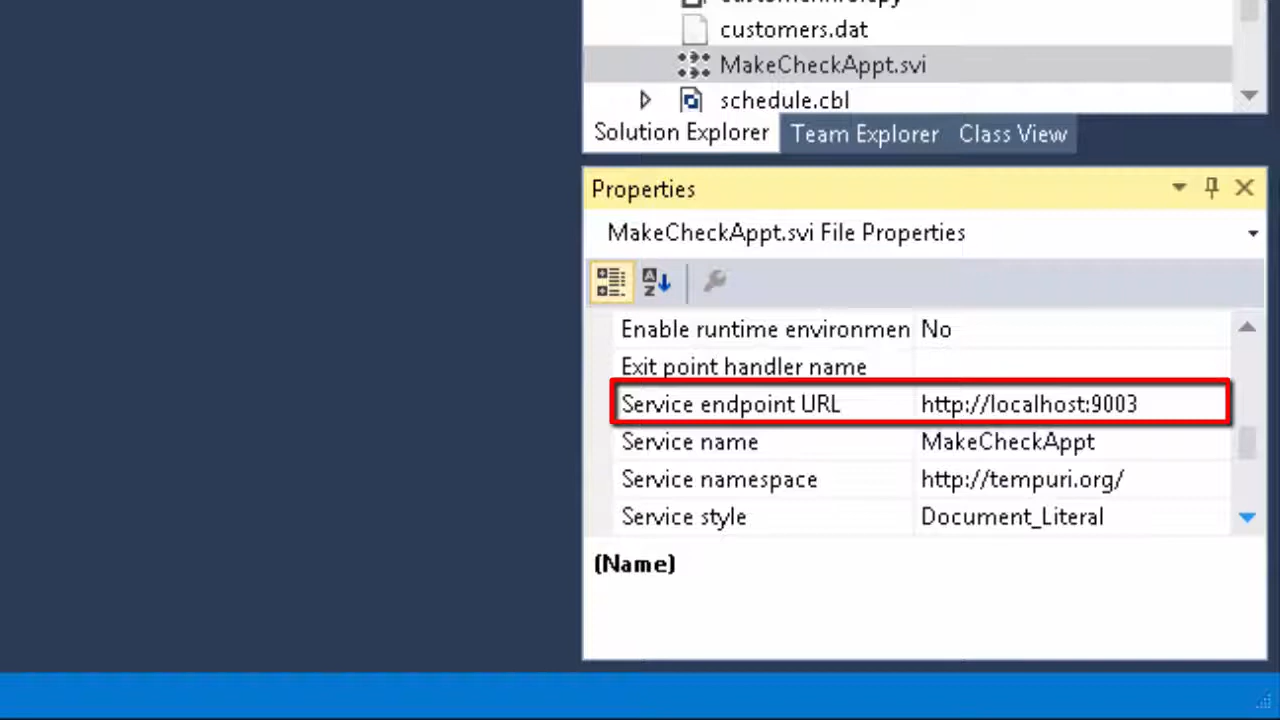 customers.dat
MakeCheckAppt.svi
schedule.cbl
Solution Explorer Team Explorer Class View
Properties
MakeCheckAppt.svi File Properties
Enable runtime environmen No
Exit point handler name
Service endpoint URL http://localhost:9003
Service name MakeCheckAppt
Service namespace http://tempuri.org/
Service style Document_Literal
(Name)